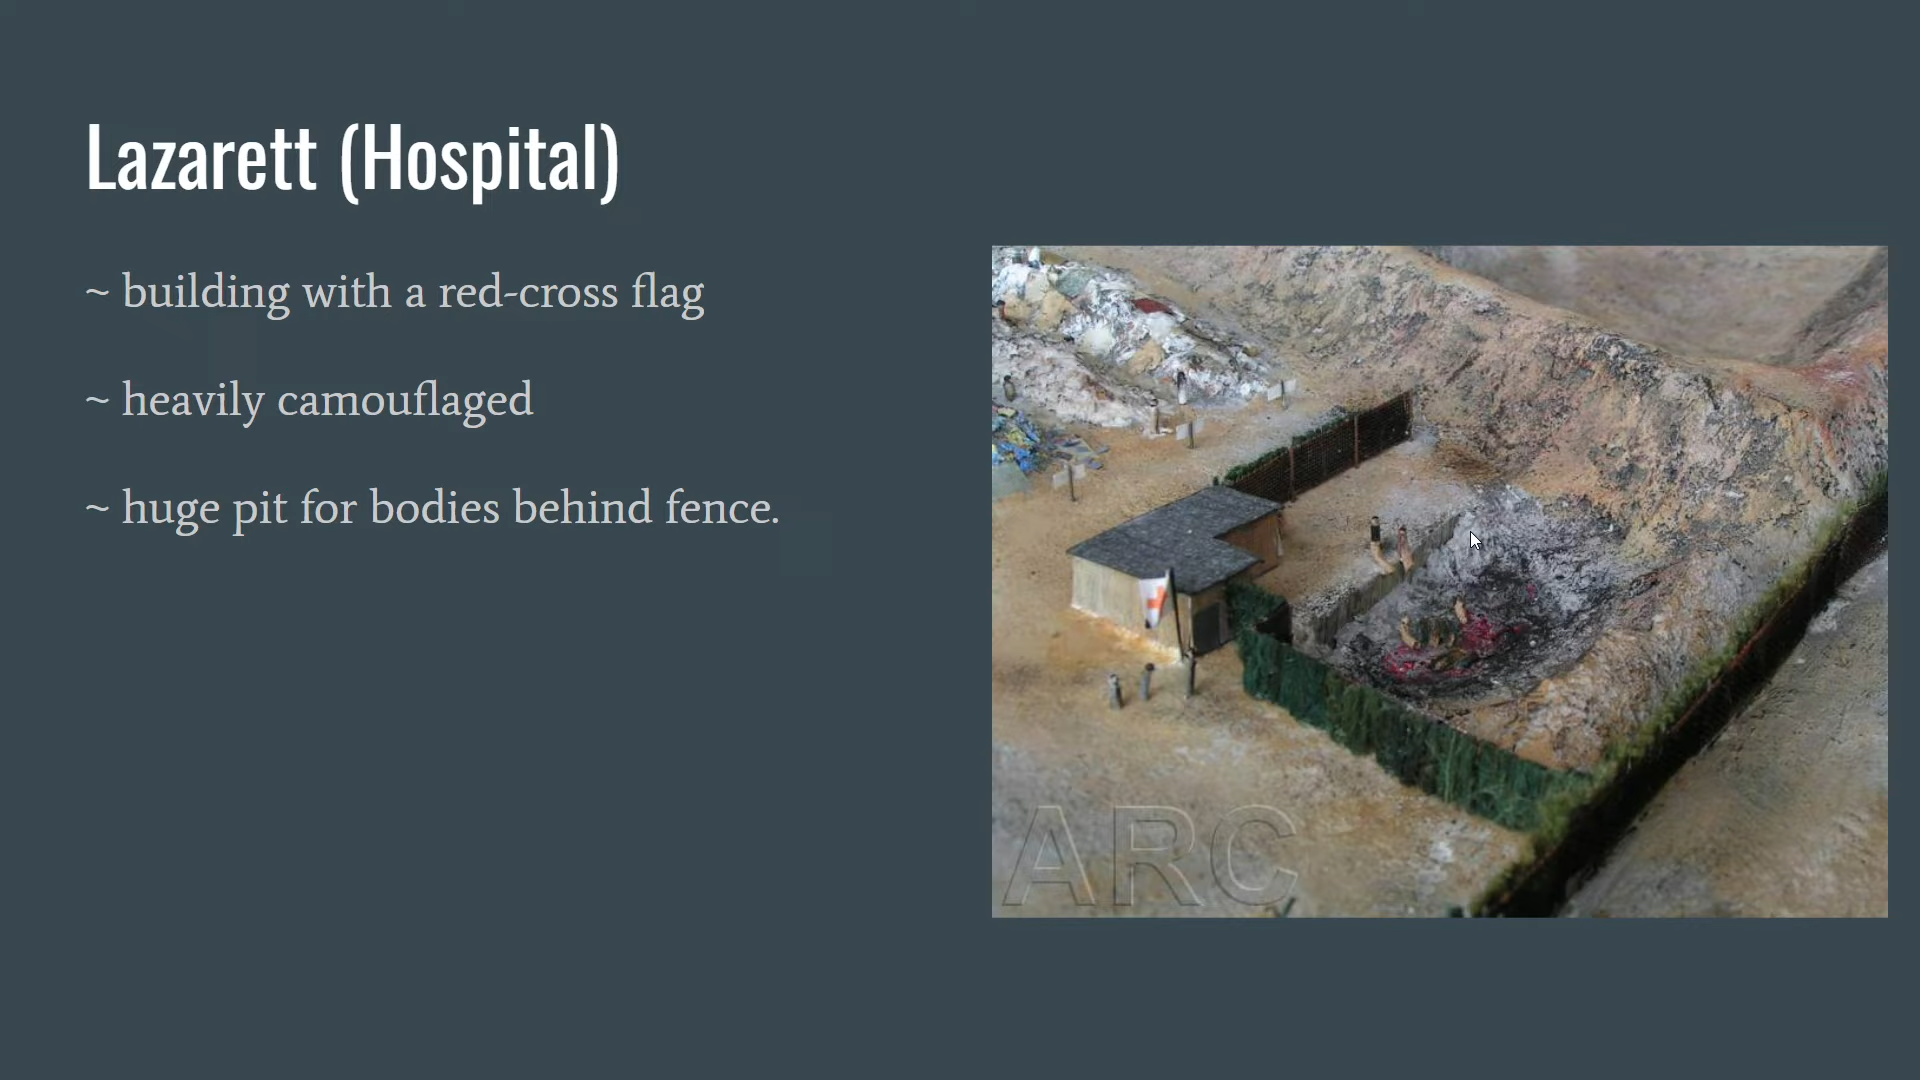 Lazarett (Hospital)
~ building with a red-cross flag
~ heavily camouflaged
~ huge pit for bodies behind fence.
ARC